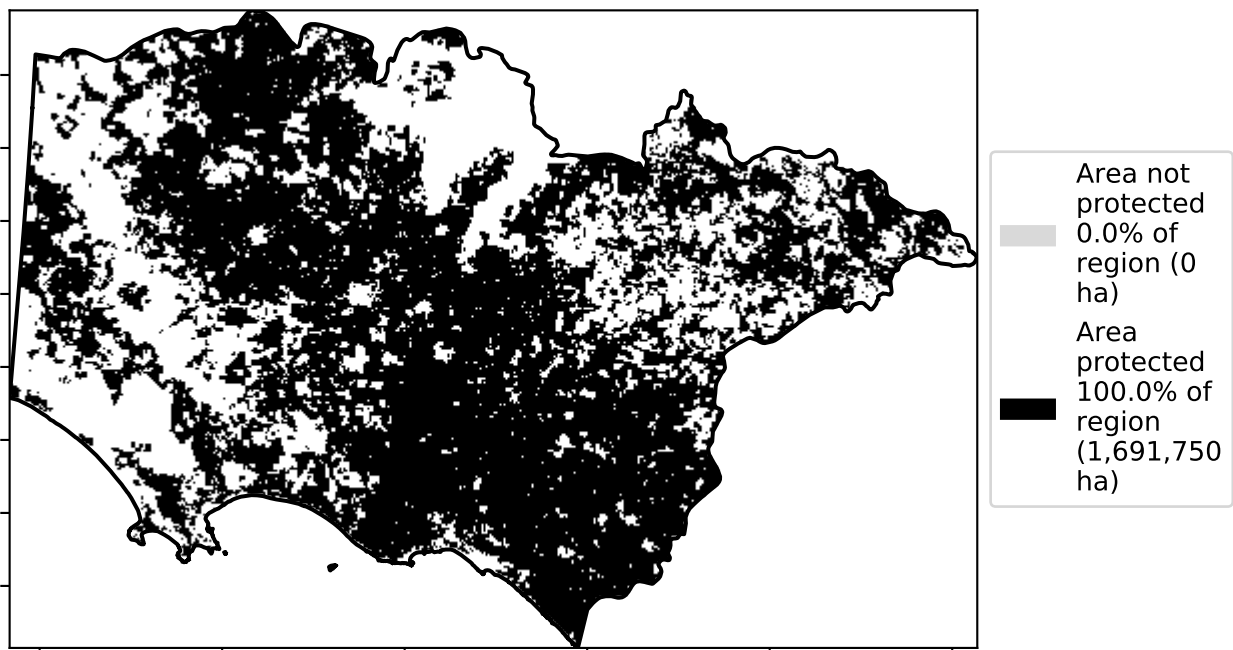 Area not
protected
0.0% of
region (0
ha)
Area
protected
100.0% of
region
(1,691,750
ha)